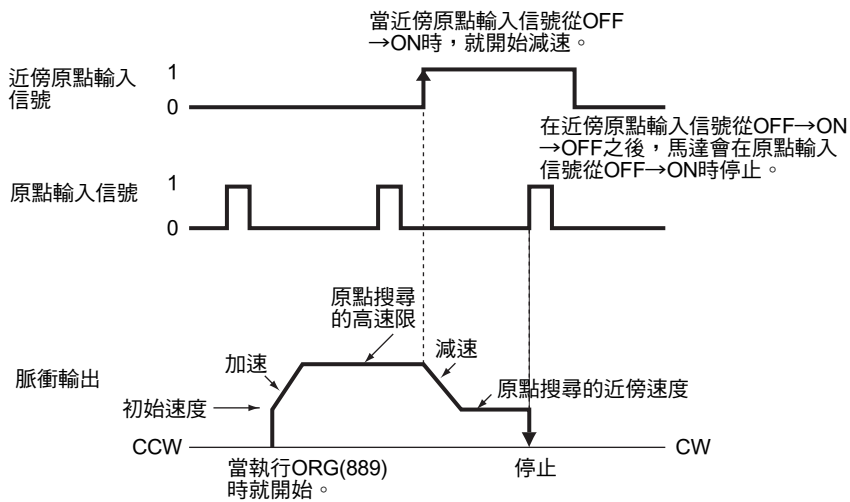 當近傍原點輸入信號從OFF
→ON時，就開始減速。
近傍原點輸入
信號
1
0
在近傍原點輸入信號從OFF→ON
→OFF之後，馬達會在原點輸入
信號從OFF→ON時停止。
原點輸入信號
1
0
原點搜尋
的高速限
加速
減速
脈衝輸出
原點搜尋的近傍速度
初始速度
CCW
CW
當執行ORG(889)
時就開始。
停止